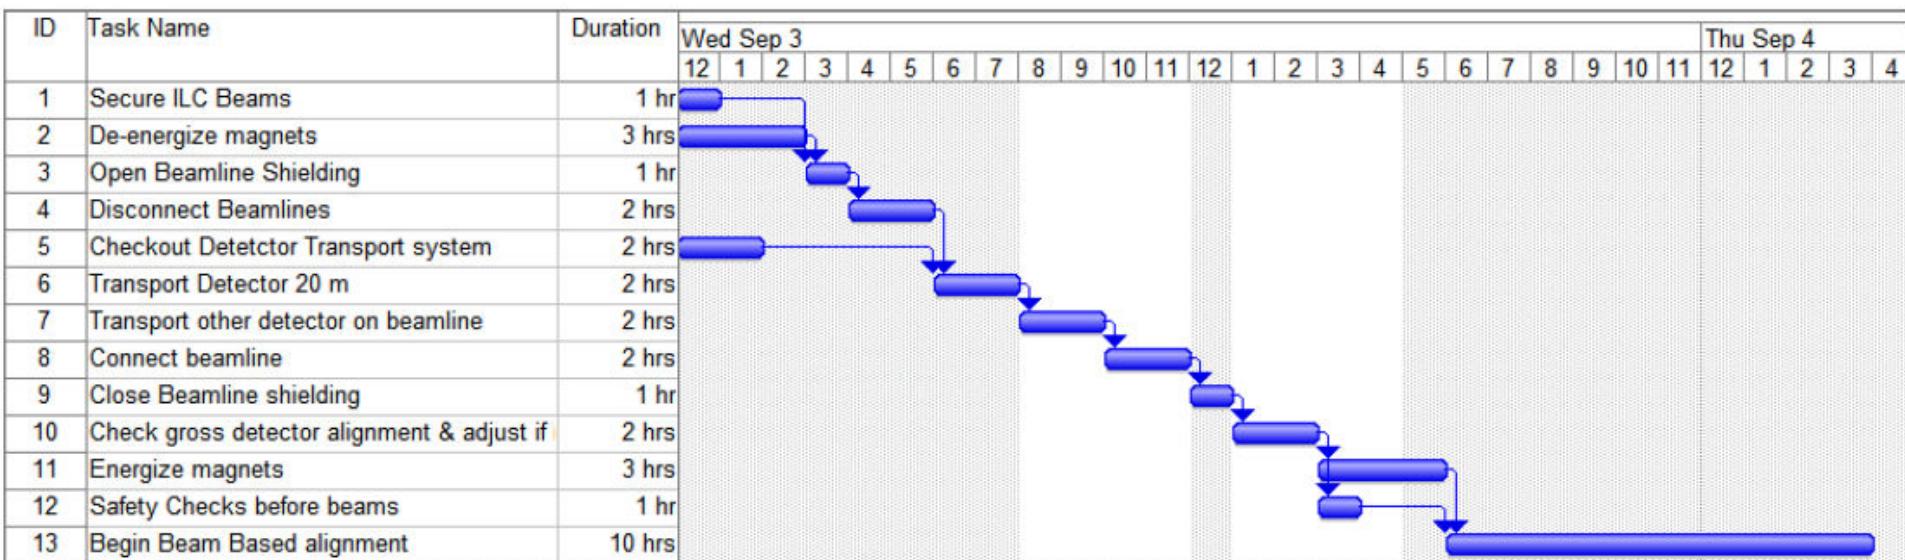 ID Task Name Duration Wed Sep 3 Thu Sep 4
12 1 2 3 4 5 6 7 8 9 10 11 12 1 2 3 4 5 6 7 8 9 10 11 12 1 2 3 4
1 Secure ILC Beams 1 hr
2 De-energize magnets 3 hrs
3 Open Beamline Shielding 1 hr
4 Disconnect Beamlines 2 hrs
5 Checkout Detetctor Transport system 2 hrs
6 Transport Detector 20 m 2 hrs
7 Transport other detector on beamline 2 hrs
8 Connect beamline 2 hrs
9 Close Beamline shielding 1 hr
10 Check gross detector alignment & adjust if 2 hrs
11 Energize magnets 3 hrs
12 Safety Checks before beams 1 hr
13 Begin Beam Based alignment 10 hrs